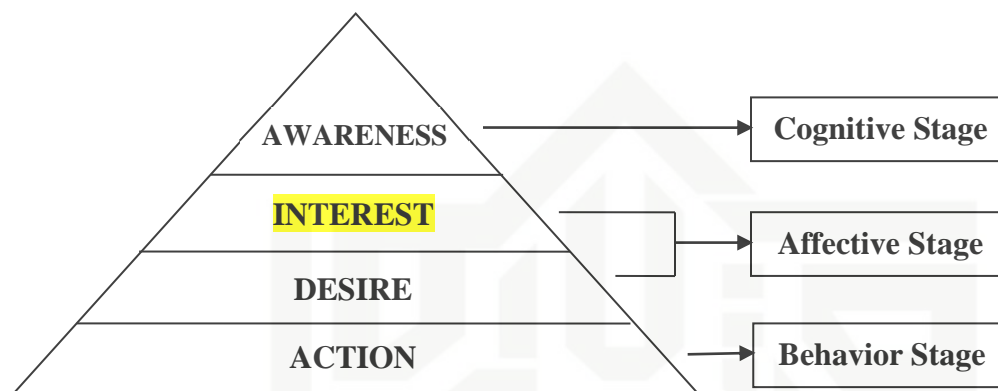 AWARENESS
Cognitive Stage
INTEREST
Affective Stage
DESIRE
ACTION
Behavior Stage